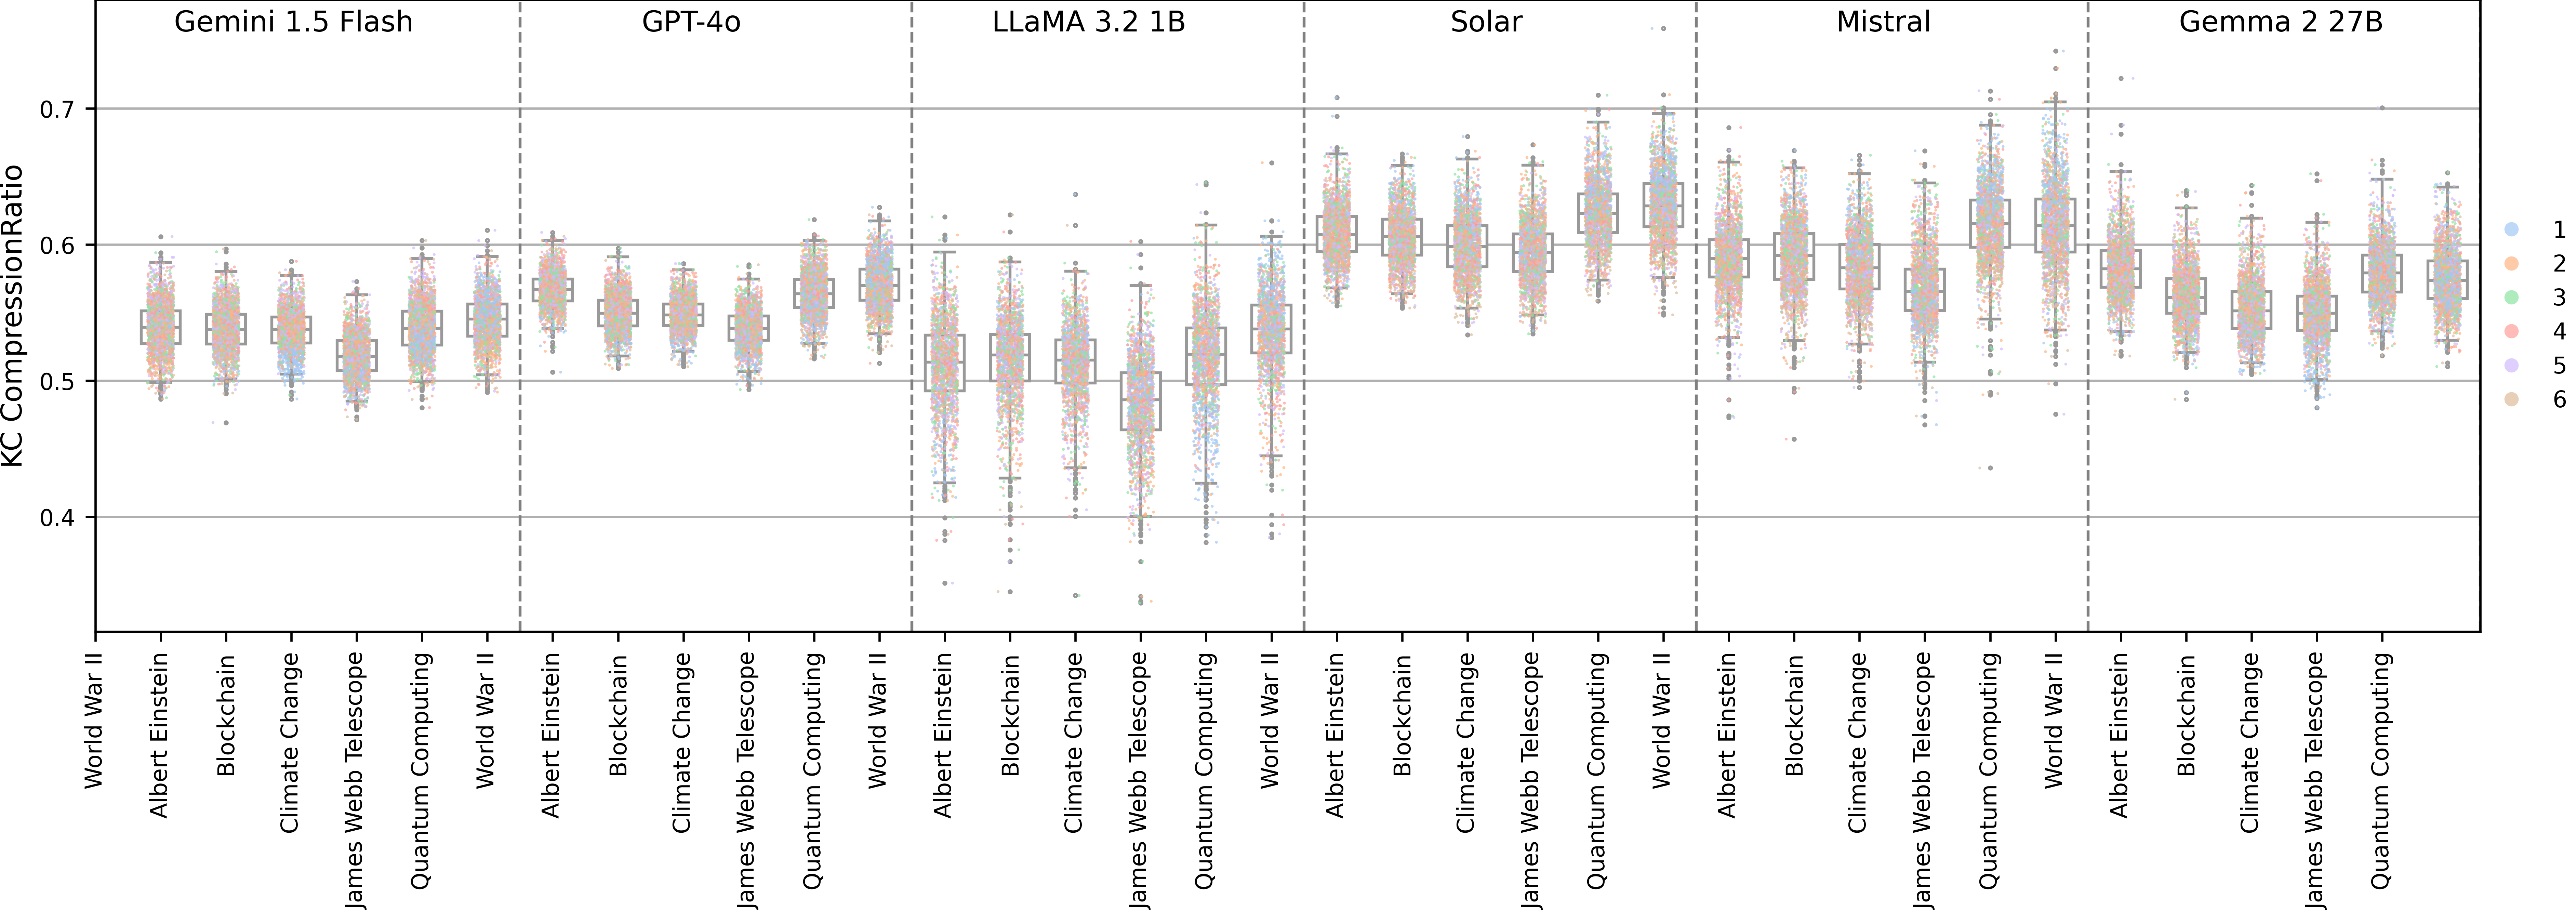 Gemini 1.5 Flash
GPT-4o
LLaMA 3.2 1B
Solar
Mistral
Gemma 2 27B
KC CompressionRatio
0.7
0.6
0.5
0.4
1
2
3
4
5
6
World War II
Albert Einstein
Blockchain
Climate Change
James Webb Telescope
Quantum Computing
World War II
Albert Einstein
Blockchain
Climate Change
James Webb Telescope
Quantum Computing
World War II
Albert Einstein
Blockchain
Climate Change
James Webb Telescope
Quantum Computing
World War II
Albert Einstein
Blockchain
Climate Change
James Webb Telescope
Quantum Computing
World War II
Albert Einstein
Blockchain
Climate Change
James Webb Telescope
Quantum Computing
World War II
Albert Einstein
Blockchain
Climate Change
James Webb Telescope
Quantum Computing